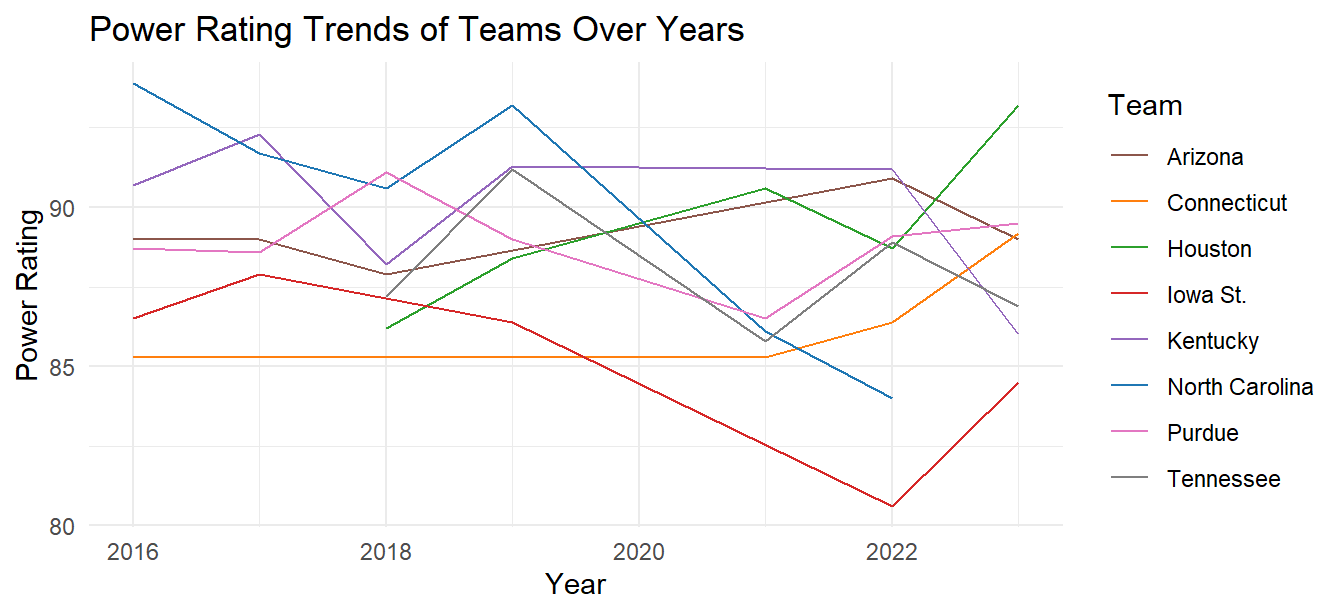 Power Rating Trends of Teams Over Years
Power Rating
90
85
80
2016 2018 2020 2022
Year
Team
Arizona
Connecticut
Houston
Iowa St.
Kentucky
North Carolina
Purdue
Tennessee